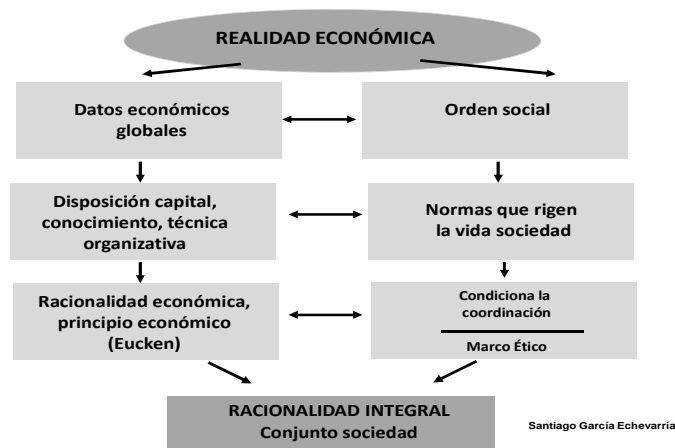 REALIDAD ECONÓMICA
Datos económicos
globales
Orden social
Disposición capital,
conocimiento, técnica
organizativa
Normas que rigen
la vida sociedad
Racionalidad económica,
principio económico
(Eucken)
Condiciona la
coordinación
Marco Ético
RACIONALIDAD INTEGRAL
Conjunto sociedad
Santiago García Echevarría